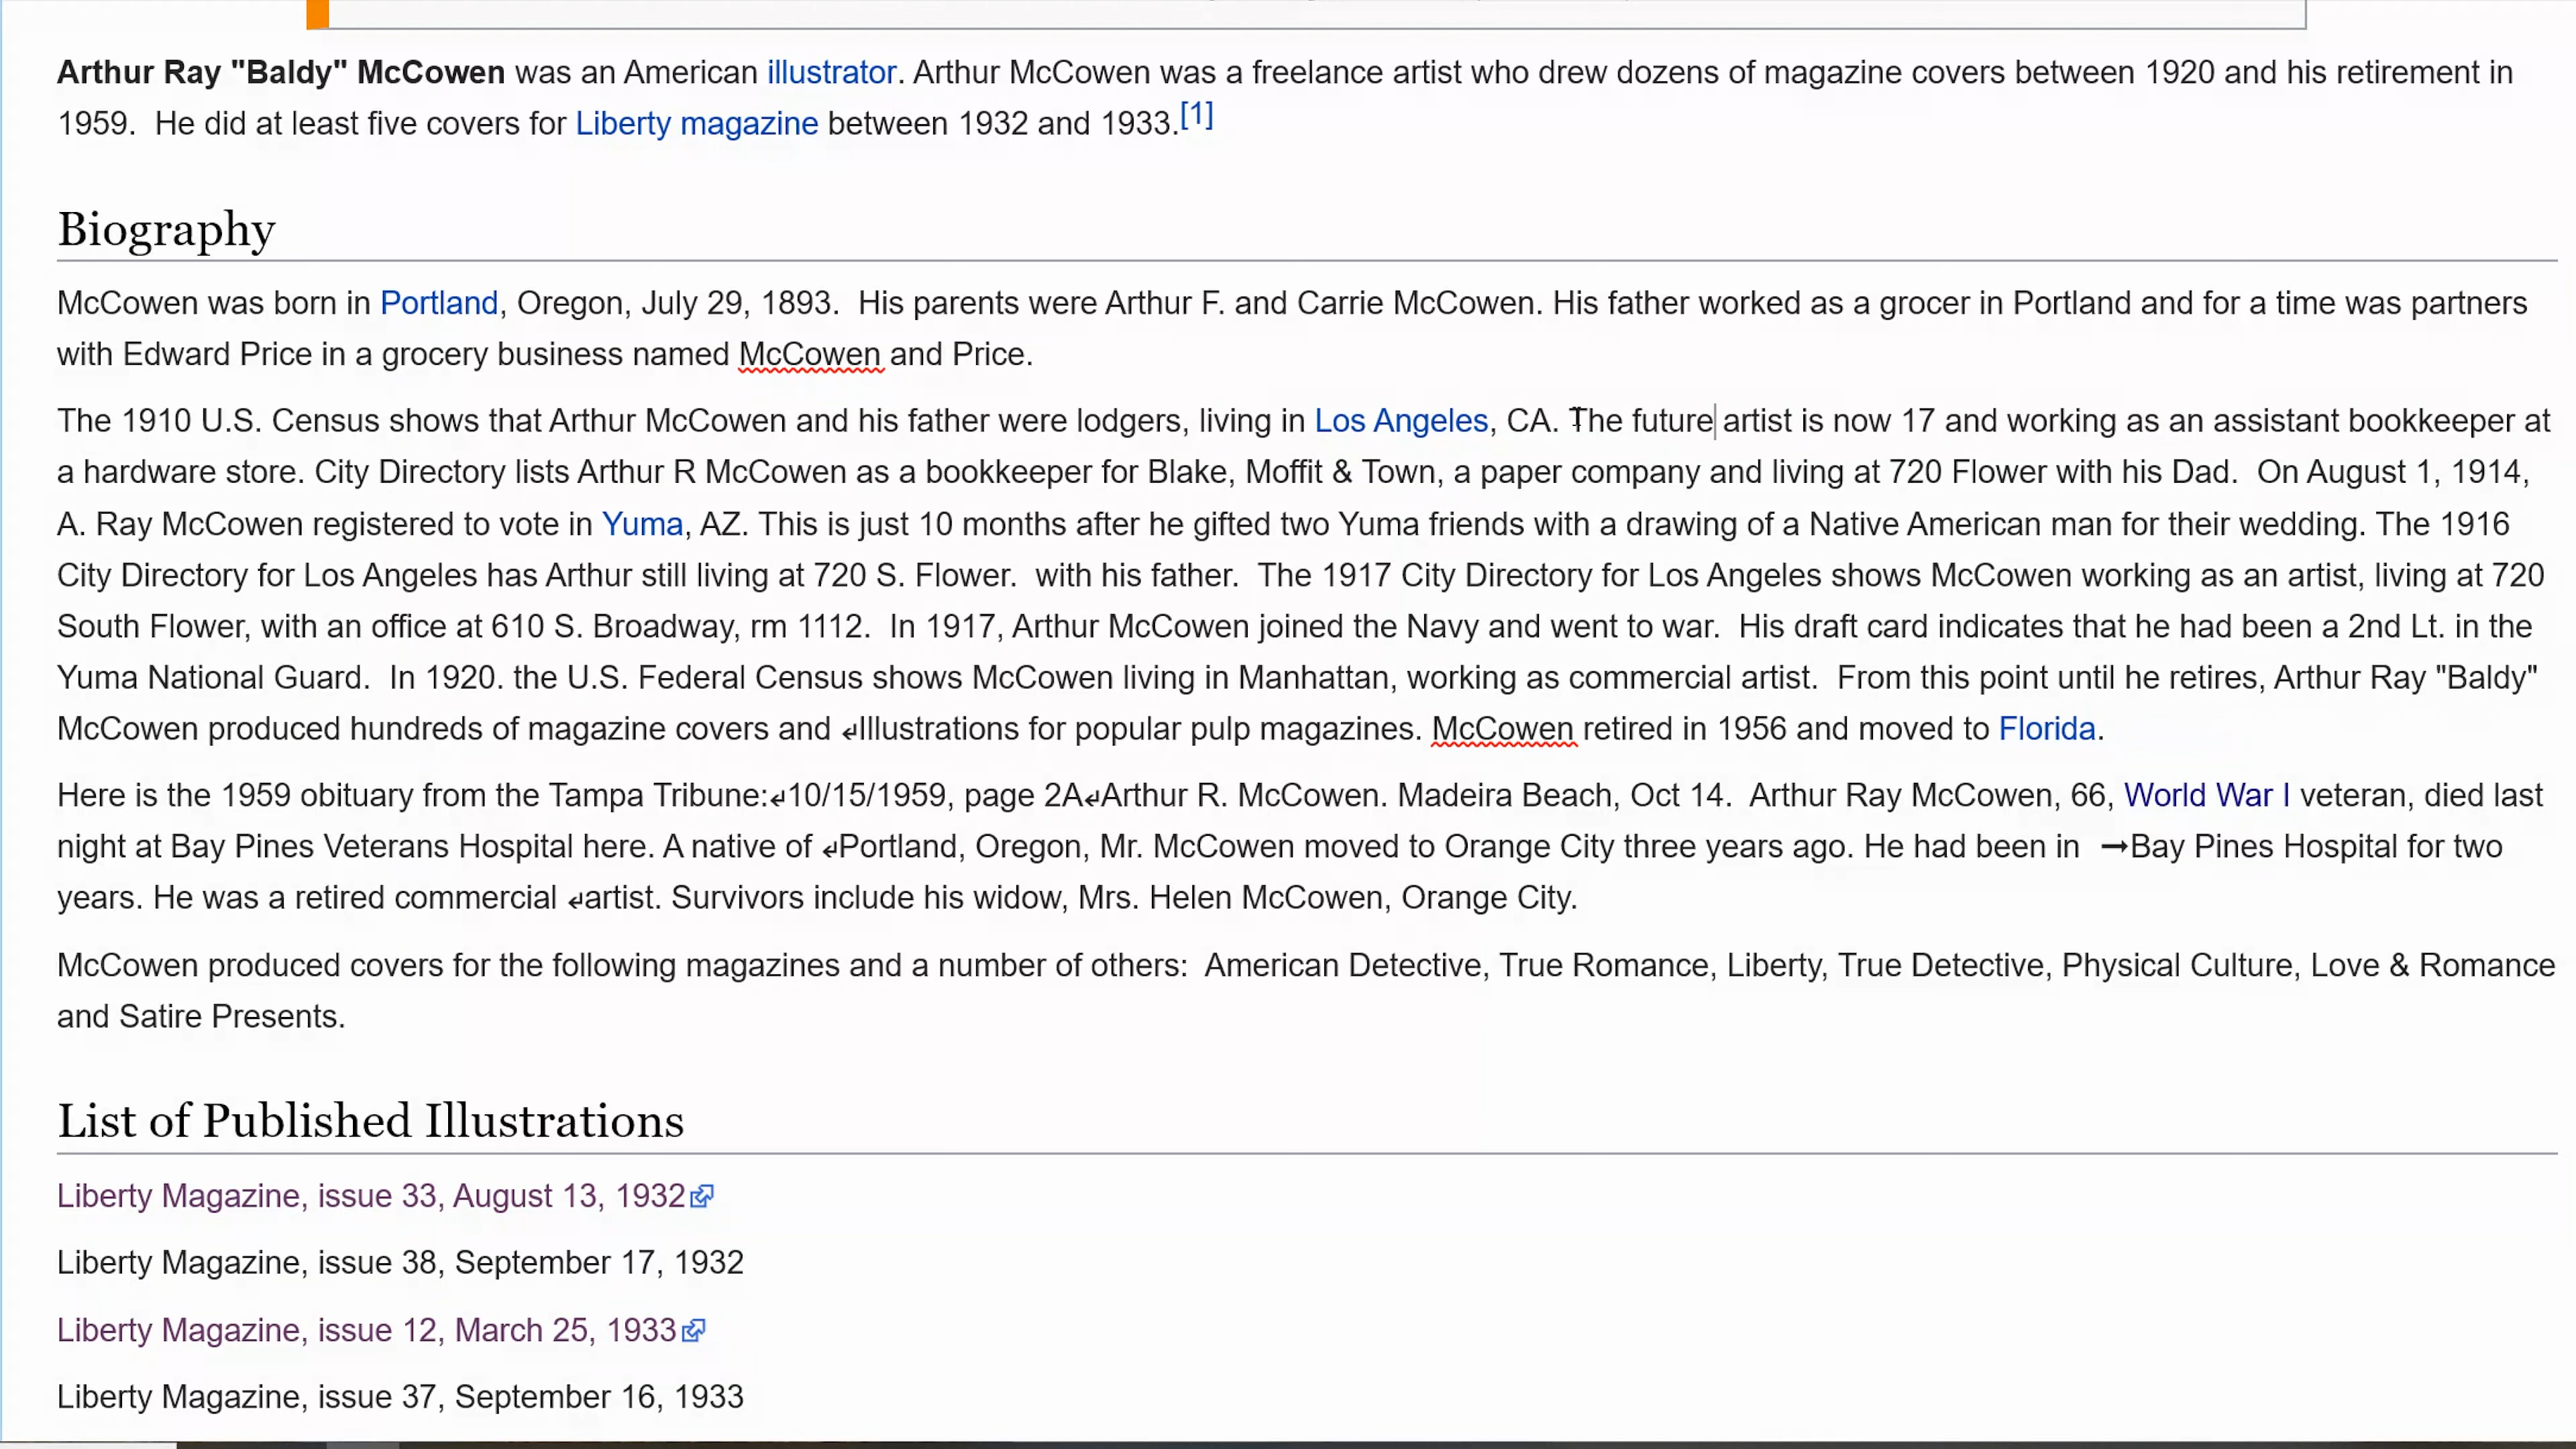 Arthur Ray "Baldy" McCowen was an American illustrator. Arthur McCowen was a freelance artist who drew dozens of magazine covers between 1920 and his retirement in
1959.  He did at least five covers for Liberty magazine between 1932 and 1933.[1]
Biography
McCowen was born in Portland, Oregon, July 29, 1893.  His parents were Arthur F. and Carrie McCowen. His father worked as a grocer in Portland and for a time was partners
with Edward Price in a grocery business named McCowen and Price.
The 1910 U.S. Census shows that Arthur McCowen and his father were lodgers, living in Los Angeles, CA. The future artist is now 17 and working as an assistant bookkeeper at
a hardware store. City Directory lists Arthur R McCowen as a bookkeeper for Blake, Moffit & Town, a paper company and living at 720 Flower with his Dad.  On August 1, 1914,
A. Ray McCowen registered to vote in Yuma, AZ. This is just 10 months after he gifted two Yuma friends with a drawing of a Native American man for their wedding. The 1916
City Directory for Los Angeles has Arthur still living at 720 S. Flower.  with his father.  The 1917 City Directory for Los Angeles shows McCowen working as an artist, living at 720
South Flower, with an office at 610 S. Broadway, rm 1112.  In 1917, Arthur McCowen joined the Navy and went to war.  His draft card indicates that he had been a 2nd Lt. in the
Yuma National Guard.  In 1920. the U.S. Federal Census shows McCowen living in Manhattan, working as commercial artist.  From this point until he retires, Arthur Ray "Baldy"
McCowen produced hundreds of magazine covers and ↲Illustrations for popular pulp magazines. McCowen retired in 1956 and moved to Florida.
Here is the 1959 obituary from the Tampa Tribune:↲10/15/1959, page 2A↲Arthur R. McCowen. Madeira Beach, Oct 14.  Arthur Ray McCowen, 66, World War I veteran, died last
night at Bay Pines Veterans Hospital here. A native of ↲Portland, Oregon, Mr. McCowen moved to Orange City three years ago. He had been in  ➞Bay Pines Hospital for two
years. He was a retired commercial ↲artist. Survivors include his widow, Mrs. Helen McCowen, Orange City.
McCowen produced covers for the following magazines and a number of others:  American Detective, True Romance, Liberty, True Detective, Physical Culture, Love & Romance
and Satire Presents.
List of Published Illustrations
Liberty Magazine, issue 33, August 13, 1932
Liberty Magazine, issue 38, September 17, 1932
Liberty Magazine, issue 12, March 25, 1933
Liberty Magazine, issue 37, September 16, 1933